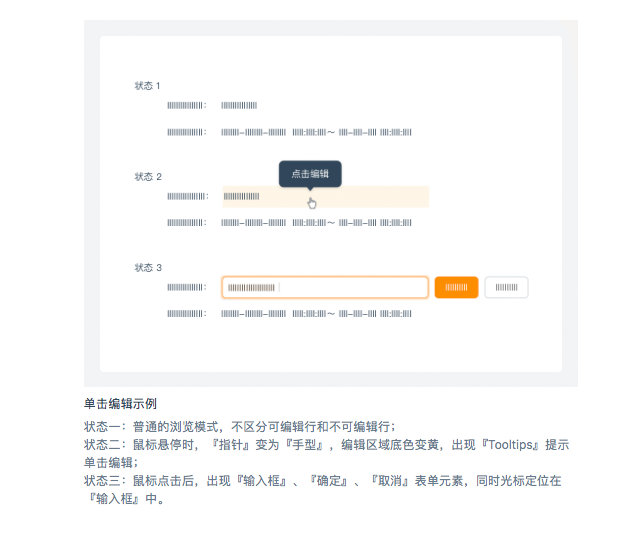 状态 1
状态 2
点击编辑
状态 3
单击编辑示例
状态一：普通的浏览模式，不区分可编辑行和不可编辑行；
状态二：鼠标悬停时，『指针』变为『手型』，编辑区域底色变黄，出现『Tooltips』提示
单击编辑；
状态三：鼠标点击后，出现『输入框』、『确定』、『取消』表单元素，同时光标定位在
『输入框』中。